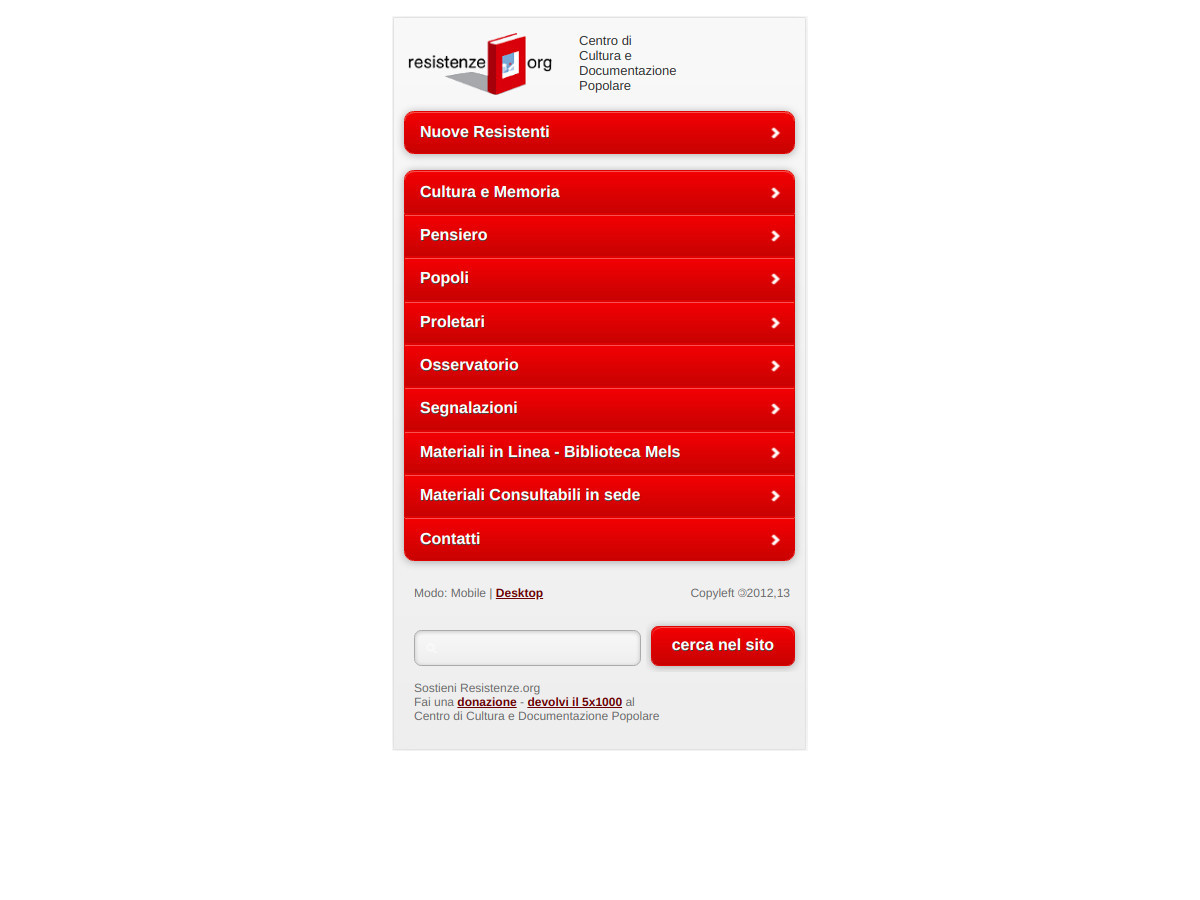 resistenze org
Centro di
Cultura e
Documentazione
Popolare
Nuove Resistenti
Cultura e Memoria
Pensiero
Popoli
Proletari
Osservatorio
Segnalazioni
Materiali in Linea - Biblioteca Mels
Materiali Consultabili in sede
Contatti
Modo: Mobile | Desktop
Copyleft 🄯2012,13
cerca nel sito
Sostieni Resistenze.org
Fai una donazione - devolvi il 5x1000 al
Centro di Cultura e Documentazione Popolare